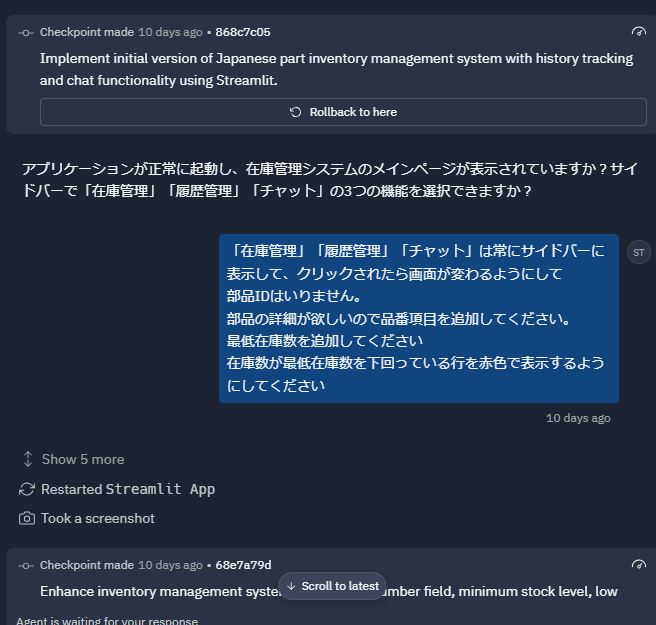 Checkpoint made 10 days ago • 868c7c05
Implement initial version of Japanese part inventory management system with history tracking
and chat functionality using Streamlit.
Rollback to here
アプリケーションが正常に起動し、在庫管理システムのメインページが表示されていますか？サイ
ドバーで「在庫管理」「履歴管理」「チャット」の3つの機能を選択できますか？
「在庫管理」「履歴管理」「チャット」は常にサイドバーに
表示して、クリックされたら画面が変わるようにして
部品IDはいりません。
部品の詳細が欲しいので品番項目を追加してください。
最低在庫数を追加してください
在庫数が最低在庫数を下回っている行を赤色で表示するよう
にしてください
ST
10 days ago
Show 5 more
Restarted Streamlit App
Took a screenshot
Checkpoint made 10 days ago • 68e7a79d
Enhance inventory management field, minimum stock level, low
Scroll to latest
Agent is waiting for your response